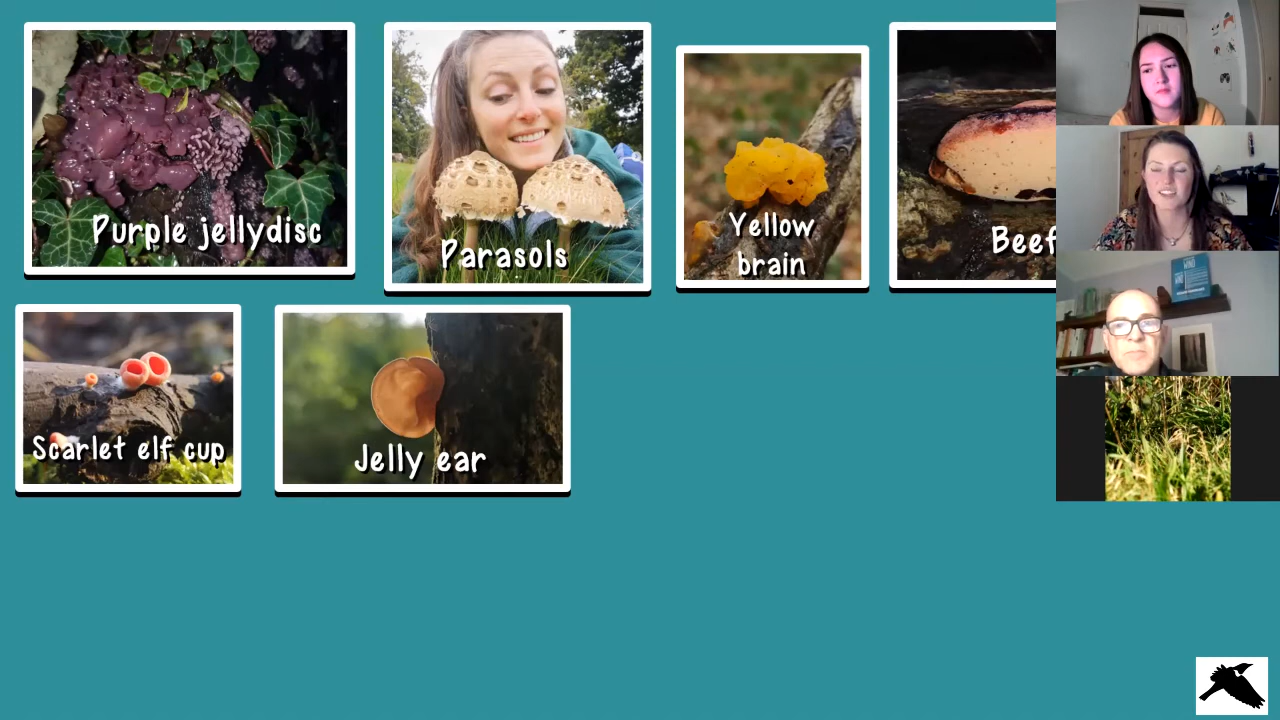 Purple jellydisc
Parasols
Yellow
brain
Beef
Scarlet elf cup
Jelly ear